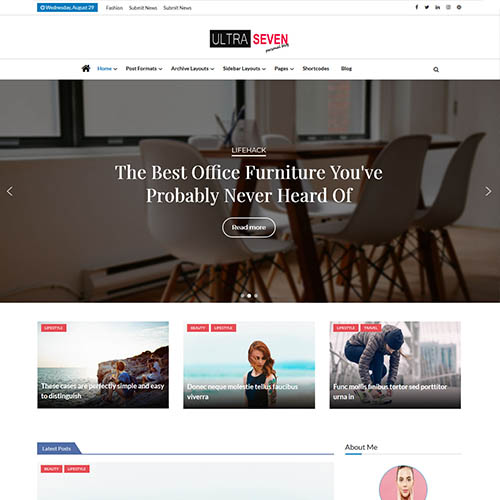 Wednesday, August 29 Fashion Submit News Submit News
ULTRA SEVEN
personal blog
Home Post Formats Archive Layouts Sidebar Layouts Pages Shortcodes Blog
LIFEHACK
The Best Office Furniture You've
Probably Never Heard Of
Read more
LIFESTYLE
These cases are perfectly simple and easy
to distinguish
BEAUTY LIFESTYLE
Donec neque molestie tellus faucibus
viverra
LIFESTYLE TRAVEL
Func mollis finibus tortor sed porttitor
urna in
Latest Posts
About Me
BEAUTY LIFESTYLE